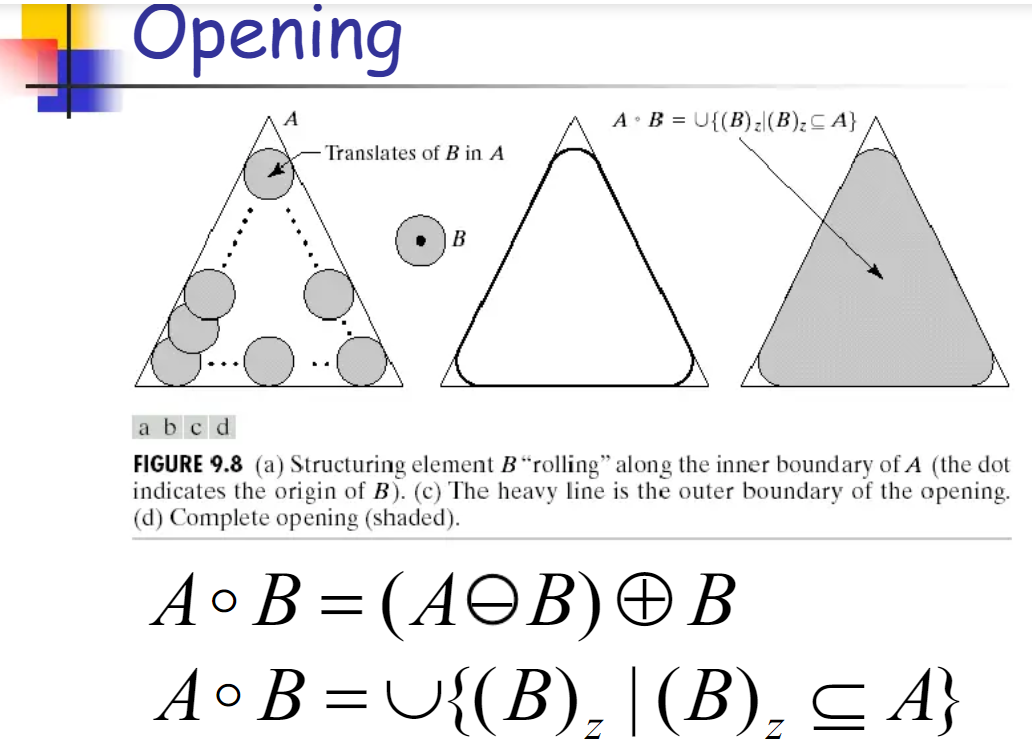 Opening
A
A ∘ B = ∪{(B)z|(B)z⊆ A}
Translates of B in A
B
a b c d
FIGURE 9.8 (a) Structuring element B “rolling” along the inner boundary of A (the dot
indicates the origin of B). (c) The heavy line is the outer boundary of the opening.
(d) Complete opening (shaded).
A ∘ B = (A ⊖ B) ⊕ B
A ∘ B = ∪{(B)z | (B)z ⊆ A}